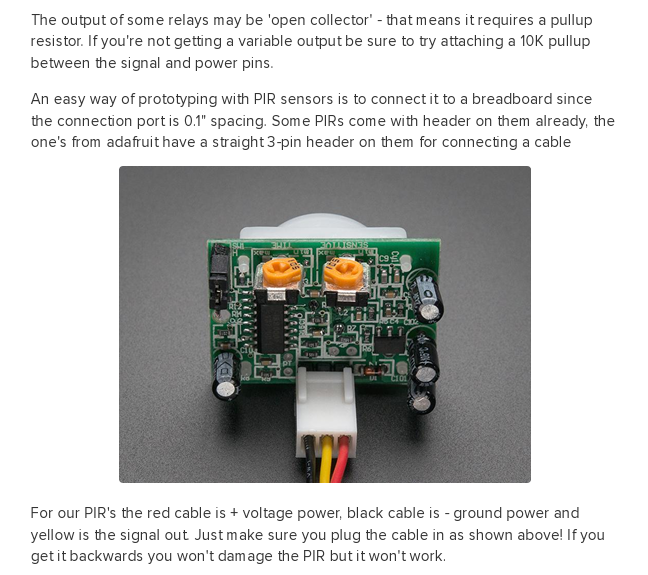 The output of some relays may be 'open collector' - that means it requires a pullup
resistor. If you're not getting a variable output be sure to try attaching a 10K pullup
between the signal and power pins.
An easy way of prototyping with PIR sensors is to connect it to a breadboard since
the connection port is 0.1" spacing. Some PIRs come with header on them already, the
one's from adafruit have a straight 3-pin header on them for connecting a cable
TIME SENSITIVE
For our PIR's the red cable is + voltage power, black cable is - ground power and
yellow is the signal out. Just make sure you plug the cable in as shown above! If you
get it backwards you won't damage the PIR but it won't work.